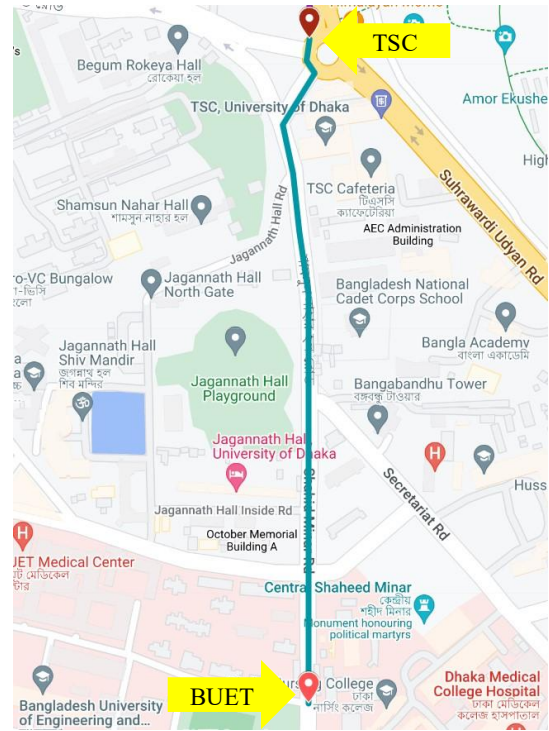 TSC
Begum Rokeya Hall
রোকেয়া হল
TSC, University of Dhaka
Amor Ekushe
High
TSC Cafeteria
টিএসসি
ক্যাফেটেরিয়া
Suhrawardi Udyan Rd
Shamsun Nahar Hall
শামসুন নাহার হল
Jagannath Hall Rd
AEC Administration
Building
ro-VC Bungalow
Jagannath Hall
North Gate
Bangladesh National
Cadet Corps School
Jagannath Hall
Shiv Mandir
জগন্নাথ হল
শিব মন্দির
Bangla Academy
বাংলা একাডেমি
Jagannath Hall
Playground
Bangabandhu Tower
বঙ্গবন্ধু টাওয়ার
Jagannath Hall
University of Dhaka
H
Huss
Secretariat Rd
Jagannath Hall Inside Rd
October Memorial
Building A
Shahid Minar Rd
H
UET Medical Center
Central Shaheed Minar
কেন্দ্রীয়
শহীদ মিনার
Monument honouring
political martyrs
BUET
College
ঢাকা
নার্সিং কলেজ
Dhaka Medical
College Hospital
ঢাকা মেডিকেল
কলেজ হাসপাতাল
H
Bangladesh University
of Engineering and...